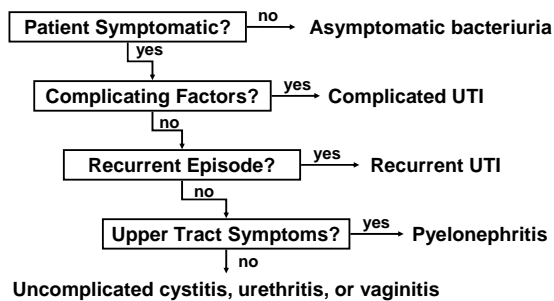 Patient Symptomatic?
no
Asymptomatic bacteriuria
yes
Complicating Factors?
yes
Complicated UTI
no
Recurrent Episode?
yes
Recurrent UTI
no
Upper Tract Symptoms?
yes
Pyelonephritis
no
Uncomplicated cystitis, urethritis, or vaginitis